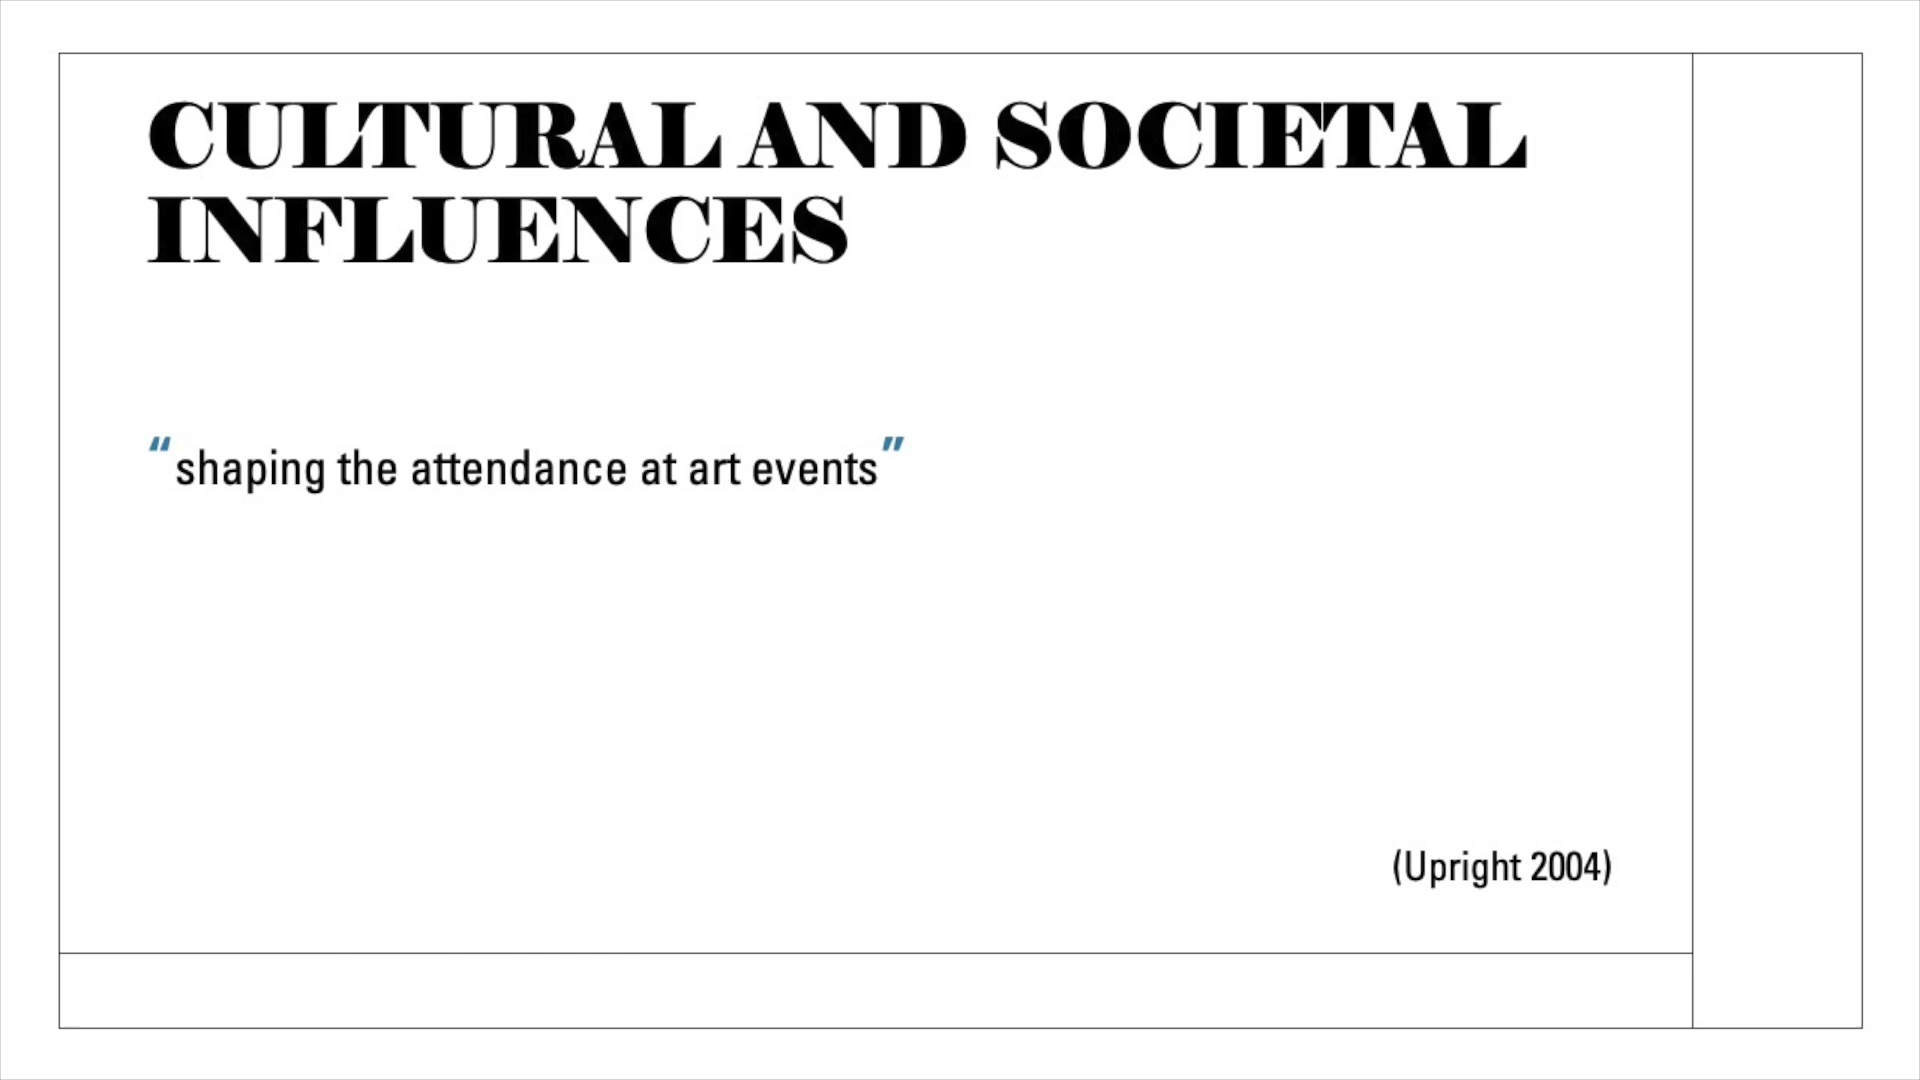 CULTURAL AND SOCIETAL
INFLUENCES
“shaping the attendance at art events”
(Upright 2004)